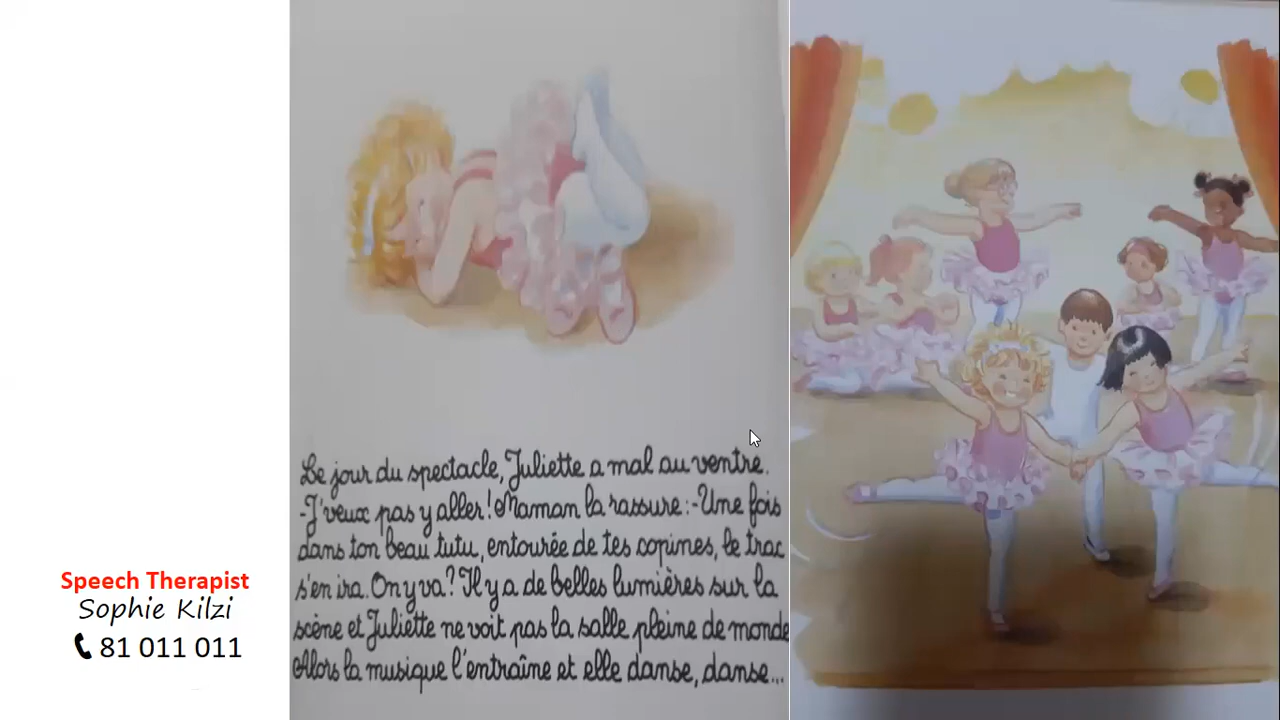 Speech Therapist
Sophie Kilzi
81 011 011
Le jour du spectacle, Juliette a mal au ventre.
-J'veux pas y aller! Maman la rassure:-Une fois
dans ton beau tutu, entourée de tes copines, le trac
s'en ira. On y va? Il y a de belles lumières sur la
scène et Juliette ne voit pas la salle pleine de monde
Alors la musique l'entraîne et elle danse, danse...